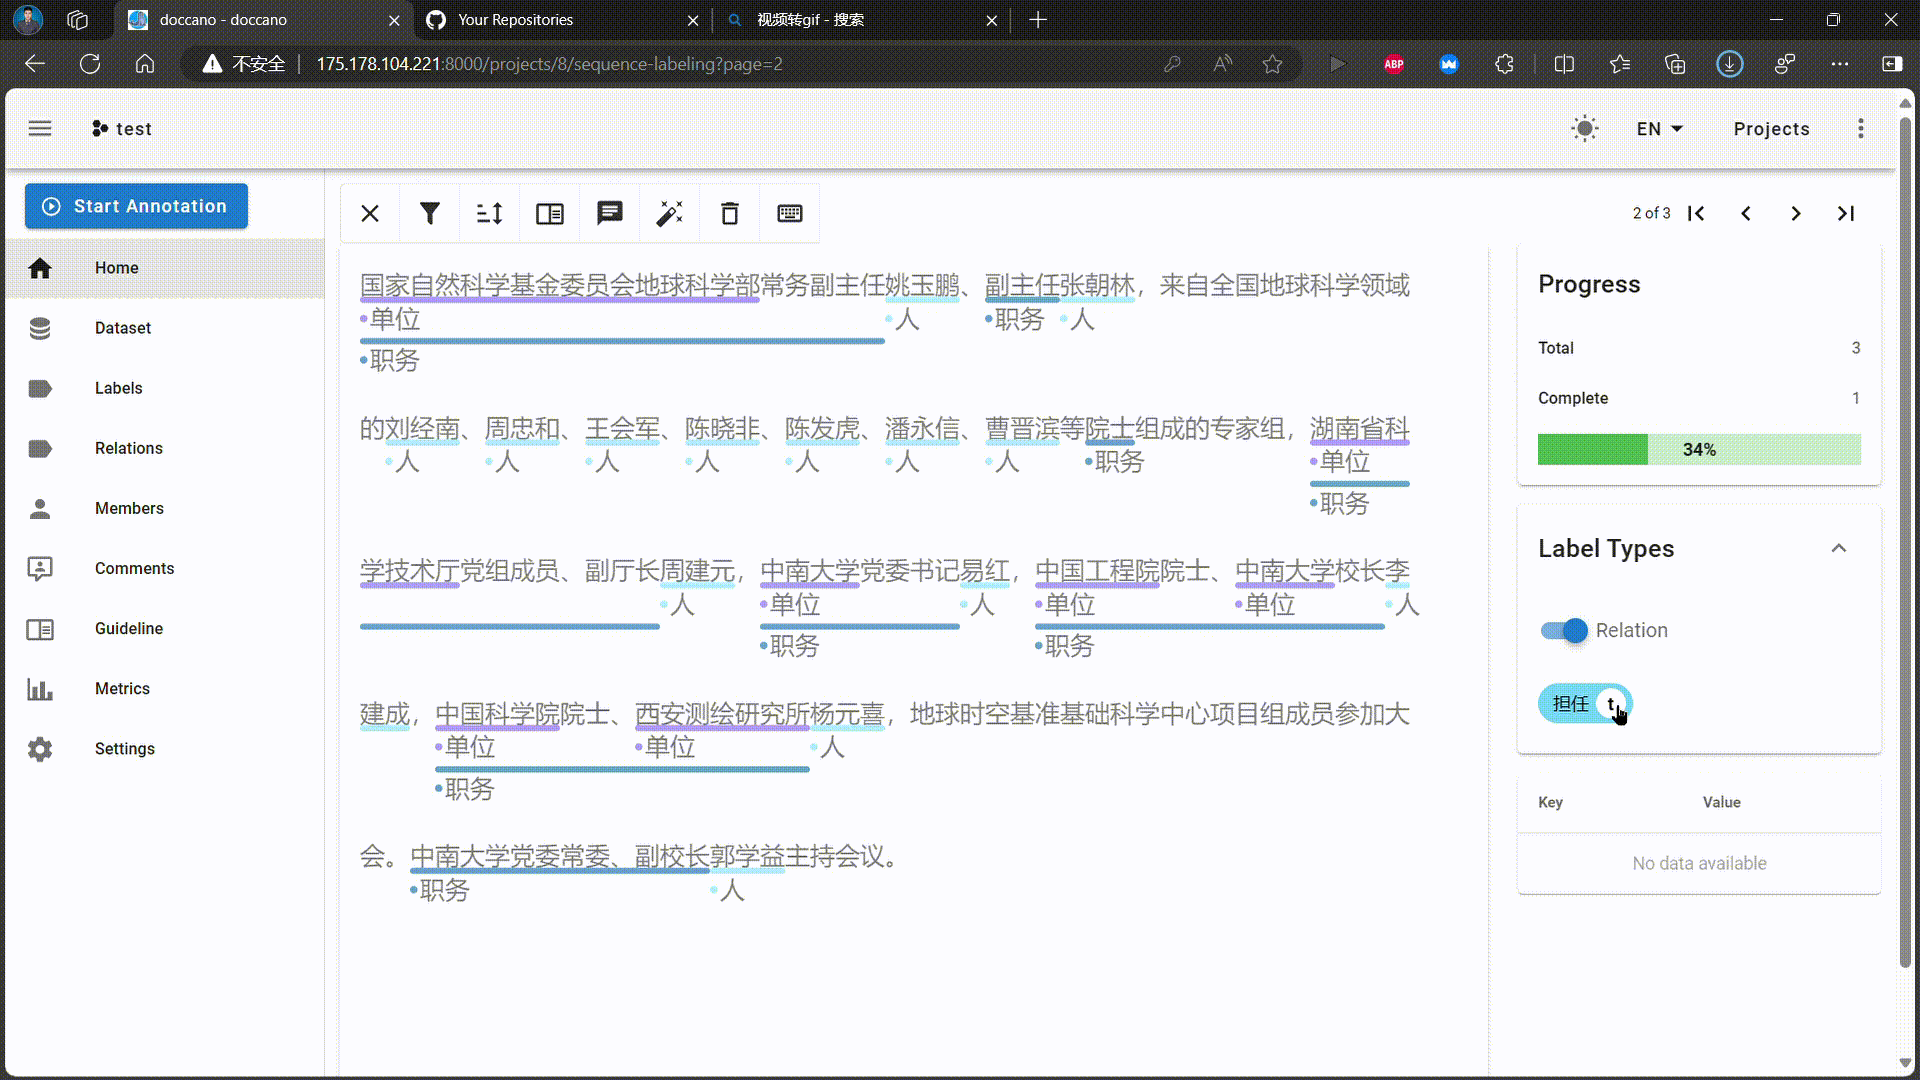 doccano - doccano
Your Repositories
视频转gif - 搜索
不安全 175.178.104.221:8000/projects/8/sequence-labeling?page=2
ABP
test
EN
Projects
Start Annotation
Home
Dataset
Labels
Relations
Members
Comments
Guideline
Metrics
Settings
2 of 3
国家自然科学基金委员会地球科学部常务副主任姚玉鹏、副主任张朝林，来自全国地球科学领域
•单位 •人 •职务 •人
•职务
的刘经南、周忠和、王会军、陈晓非、陈发虎、潘永信、曹晋滨等院士组成的专家组，湖南省科
•人 •人 •人 •人 •人 •人 •人 •职务 •单位
•职务
学技术厅党组成员、副厅长周建元，中南大学党委书记易红，中国工程院院士、中南大学校长李
•人 •单位 •人 •单位 •单位 •人
•职务 •职务
建成，中国科学院院士、西安测绘研究所杨元喜，地球时空基准基础科学中心项目组成员参加大
•单位 •单位 •人
•职务
会。中南大学党委常委、副校长郭学益主持会议。
•职务 •人
Progress
Total 3
Complete 1
34%
Label Types
Relation
担任 t
Key Value
No data available